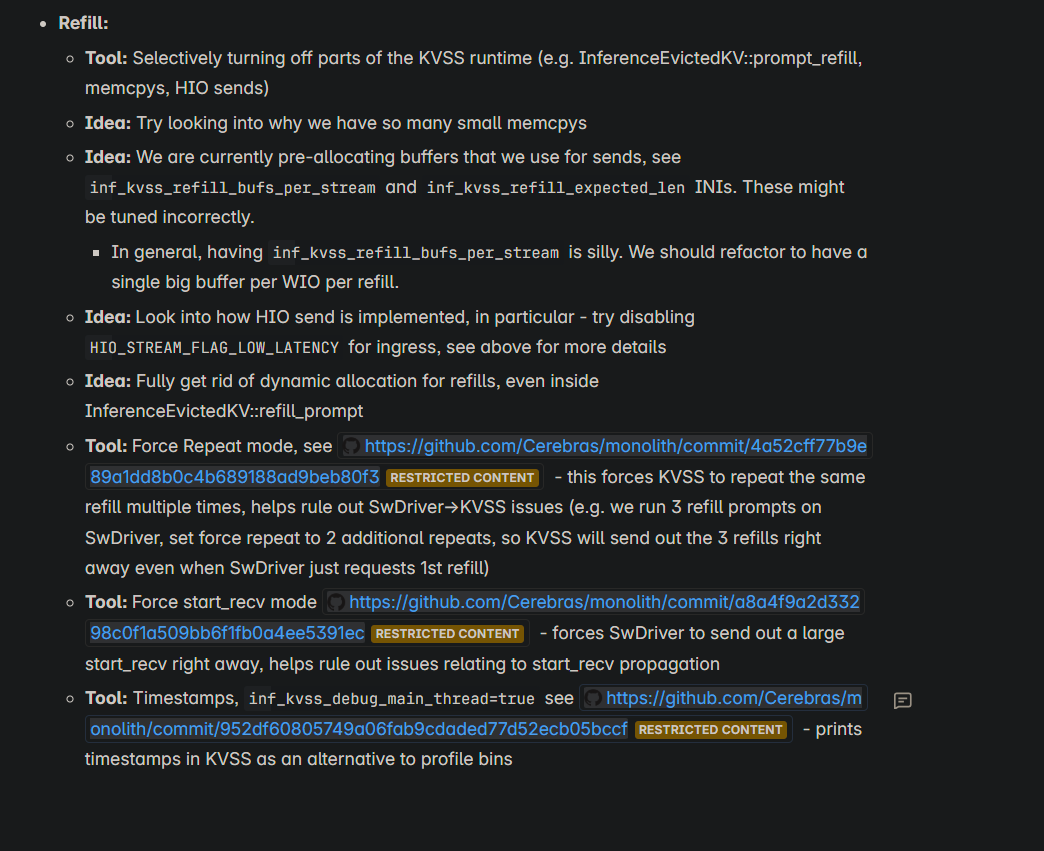 Refill:
Tool: Selectively turning off parts of the KVSS runtime (e.g. InferenceEvictedKV::prompt_refill,
memcpys, HIO sends)
Idea: Try looking into why we have so many small memcpys
Idea: We are currently pre-allocating buffers that we use for sends, see
inf_kvss_refill_bufs_per_stream and inf_kvss_refill_expected_len INIs. These might
be tuned incorrectly.
In general, having inf_kvss_refill_bufs_per_stream is silly. We should refactor to have a
single big buffer per WIO per refill.
Idea: Look into how HIO send is implemented, in particular - try disabling
HIO_STREAM_FLAG_LOW_LATENCY for ingress, see above for more details
Idea: Fully get rid of dynamic allocation for refills, even inside
InferenceEvictedKV::refill_prompt
Tool: Force Repeat mode, see https://github.com/Cerebras/monolith/commit/4a52cff77b9e
89a1dd8b0c4b689188ad9beb80f3 RESTRICTED CONTENT - this forces KVSS to repeat the same
refill multiple times, helps rule out SwDriver→KVSS issues (e.g. we run 3 refill prompts on
SwDriver, set force repeat to 2 additional repeats, so KVSS will send out the 3 refills right
away even when SwDriver just requests 1st refill)
Tool: Force start_recv mode https://github.com/Cerebras/monolith/commit/a8a4f9a2d332
98c0f1a509bb6f1fb0a4ee5391ec RESTRICTED CONTENT - forces SwDriver to send out a large
start_recv right away, helps rule out issues relating to start_recv propagation
Tool: Timestamps, inf_kvss_debug_main_thread=true see https://github.com/Cerebras/m
onolith/commit/952df60805749a06fab9cdaded77d52ecb05bccf RESTRICTED CONTENT - prints
timestamps in KVSS as an alternative to profile bins